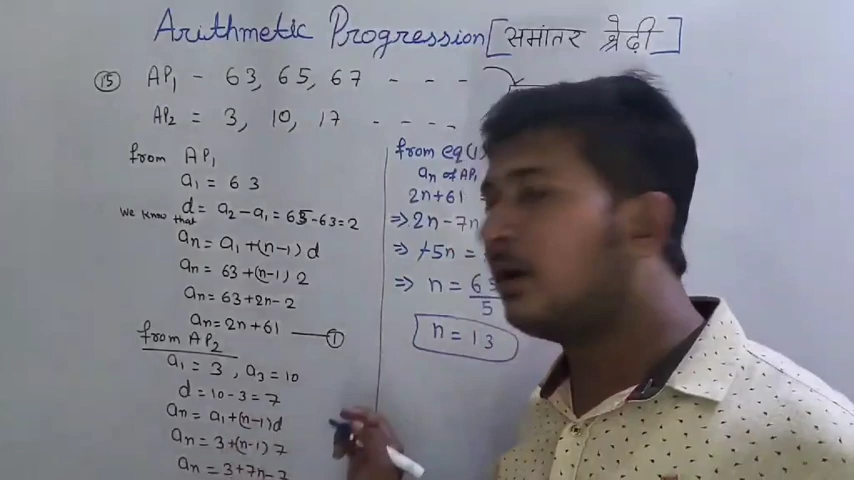 Arithmetic Progression [समांतर श्रेढ़ी]
15 AP₁ - 63, 65, 67 - - -
AP₂ = 3, 10, 17 - - - -
from AP₁
a₁ = 63
d = a₂ - a₁ = 65 - 63 = 2
We know that
aₙ = a₁ + (n-1) d
aₙ = 63 + (n-1) 2
aₙ = 63 + 2n - 2
aₙ = 2n + 61 —— ①
from AP₂
a₁ = 3, a₃ = 10
d = 10 - 3 = 7
aₙ = a₁ + (n-1) d
aₙ = 3 + (n-1) 7
aₙ = 3 + 7n - 7
from eq(1)
aₙ of AP₁
2n + 61
⇒ 2n - 7n
⇒ -5n =
⇒ n = 6 / 5
n = 13